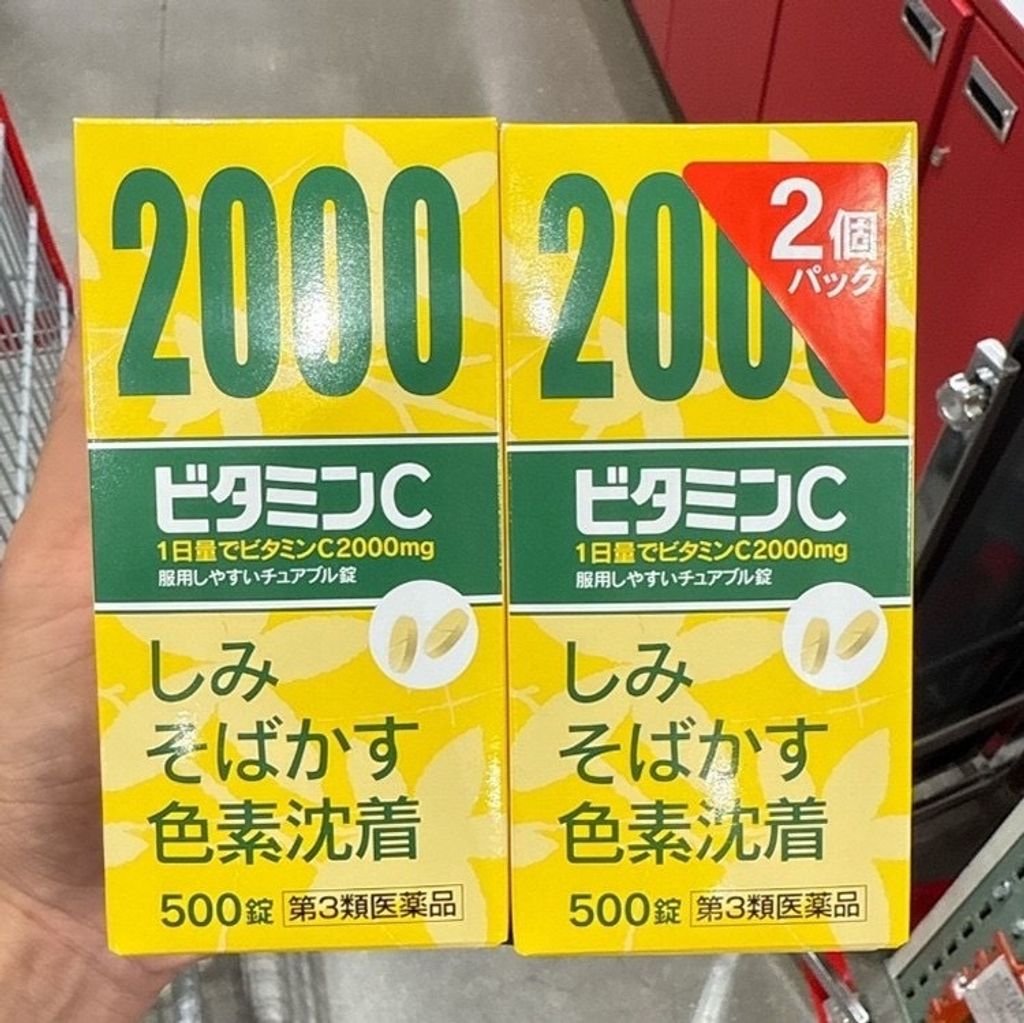 2000
ビタミンC
1日量でビタミンC2000mg
服用しやすいチュアブル錠
しみ
そばかす
色素沈着
500錠 第3類医薬品
2000
2個
パック
ビタミンC
1日量でビタミンC2000mg
服用しやすいチュアブル錠
しみ
そばかす
色素沈着
500錠 第3類医薬品